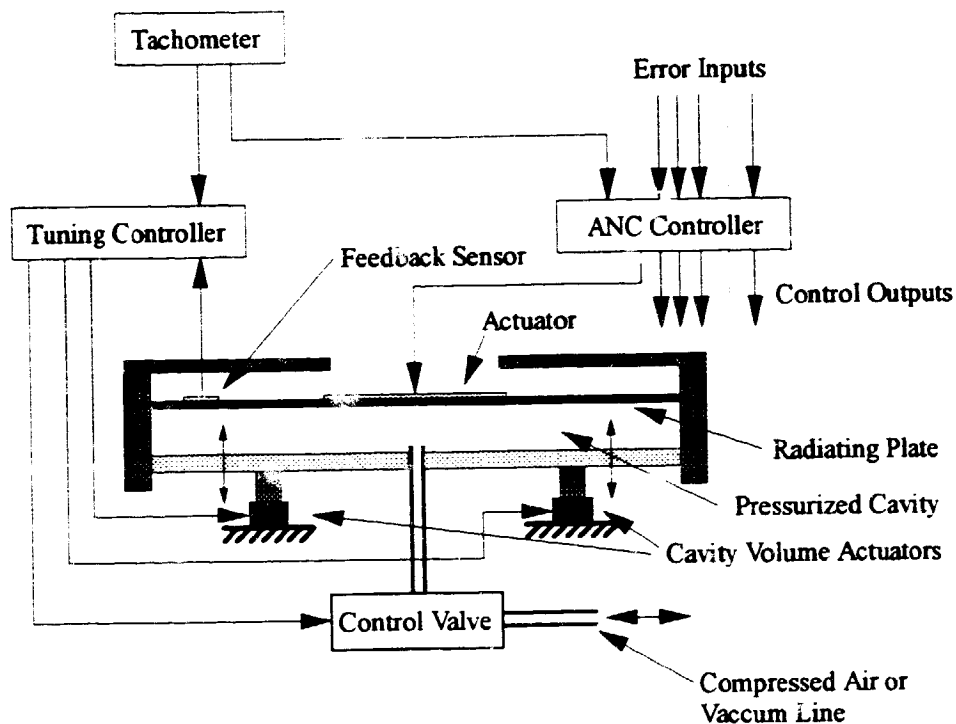 Tachometer
Error Inputs
Tuning Controller
ANC Controller
Feedback Sensor
Control Outputs
Actuator
Radiating Plate
Pressurized Cavity
Cavity Volume Actuators
Control Valve
Compressed Air or
Vaccum Line